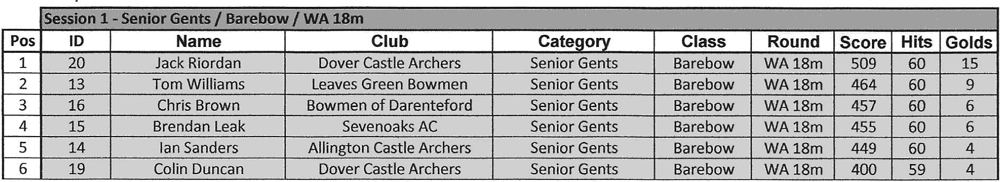 Session 1 - Senior Gents / Barebow / WA 18m
Pos ID Name Club Category Class Round Score Hits Golds
1 20 Jack Riordan Dover Castle Archers Senior Gents Barebow WA 18m 509 60 15
2 13 Tom Williams Leaves Green Bowmen Senior Gents Barebow WA 18m 464 60 9
3 16 Chris Brown Bowmen of Darenteford Senior Gents Barebow WA 18m 457 60 6
4 15 Brendan Leak Sevenoaks AC Senior Gents Barebow WA 18m 455 60 6
5 14 Ian Sanders Allington Castle Archers Senior Gents Barebow WA 18m 449 60 4
6 19 Colin Duncan Dover Castle Archers Senior Gents Barebow WA 18m 400 59 4